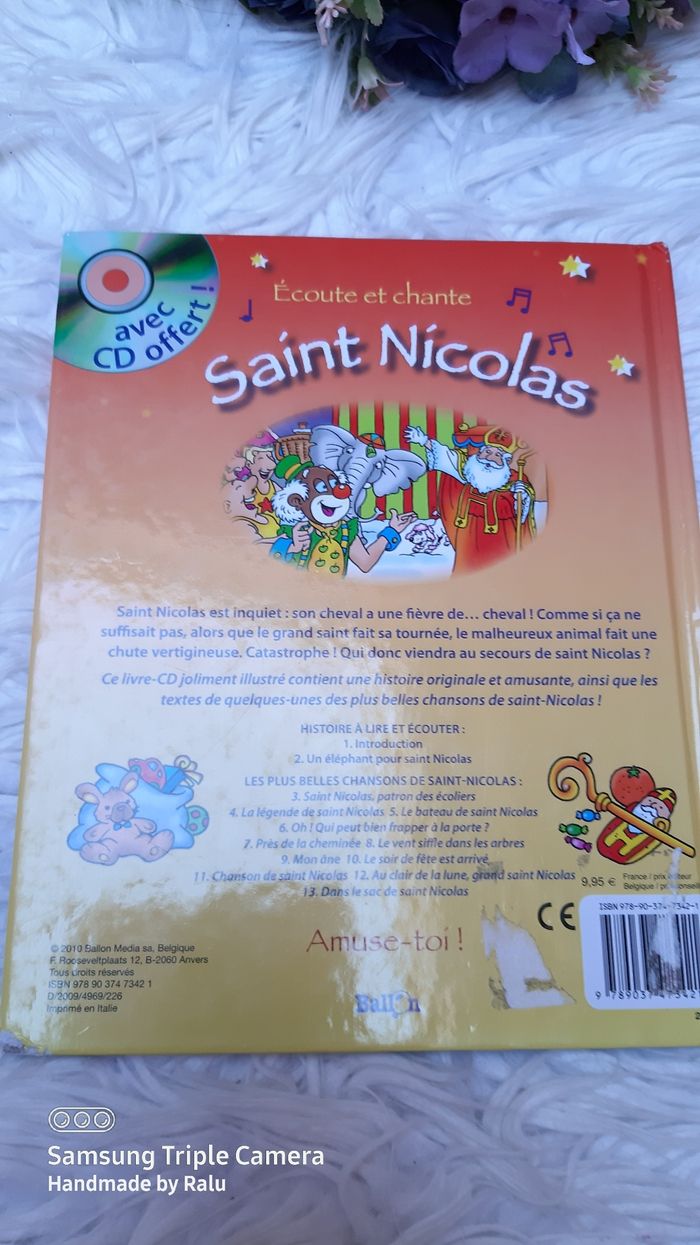 avec
CD offert !
Écoute et chante
Saint Nicolas
Saint Nicolas est inquiet : son cheval a une fièvre de... cheval ! Comme si ça ne
suffisait pas, alors que le grand saint fait sa tournée, le malheureux animal fait une
chute vertigineuse. Catastrophe ! Qui donc viendra au secours de saint Nicolas ?
Ce livre-CD joliment illustré contient une histoire originale et amusante, ainsi que les
textes de quelques-unes des plus belles chansons de saint-Nicolas !
HISTOIRE À LIRE ET ÉCOUTER :
1. Introduction
2. Un éléphant pour saint Nicolas
LES PLUS BELLES CHANSONS DE SAINT-NICOLAS :
3. Saint Nicolas, patron des écoliers
4. La légende de saint Nicolas 5. Le bateau de saint Nicolas
6. Oh ! Qui peut bien frapper à la porte ?
7. Près de la cheminée 8. Le vent siffle dans les arbres
9. Mon âne 10. Le soir de fête est arrivé
11. Chanson de saint Nicolas 12. Au clair de la lune, grand saint Nicolas
13. Dans le sac de saint Nicolas
9,95 € France / prix
Belgique /
Amuse-toi !
CE
ISBN 978-90-374-7342-1
© 2010 Ballon Media sa, Belgique
F. Rooseveltplaats 12, B-2060 Anvers
Tous droits réservés
ISBN 978 90 374 7342 1
D/2009/4969/226
Imprimé en Italie
Ballon
Samsung Triple Camera
Handmade by Ralu